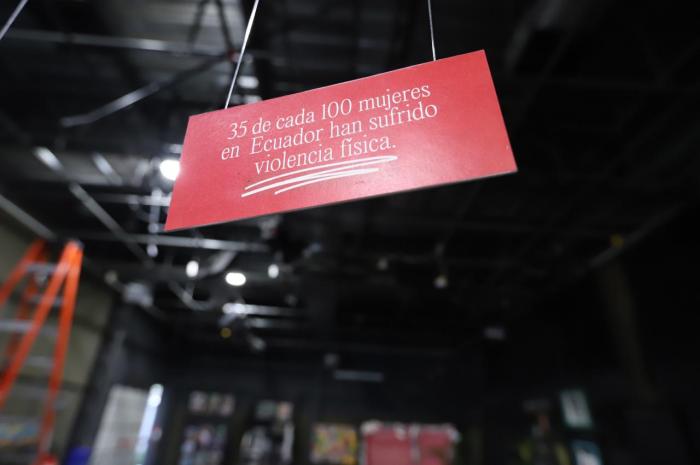 35 de cada 100 mujeres
en Ecuador han sufrido
violencia física.